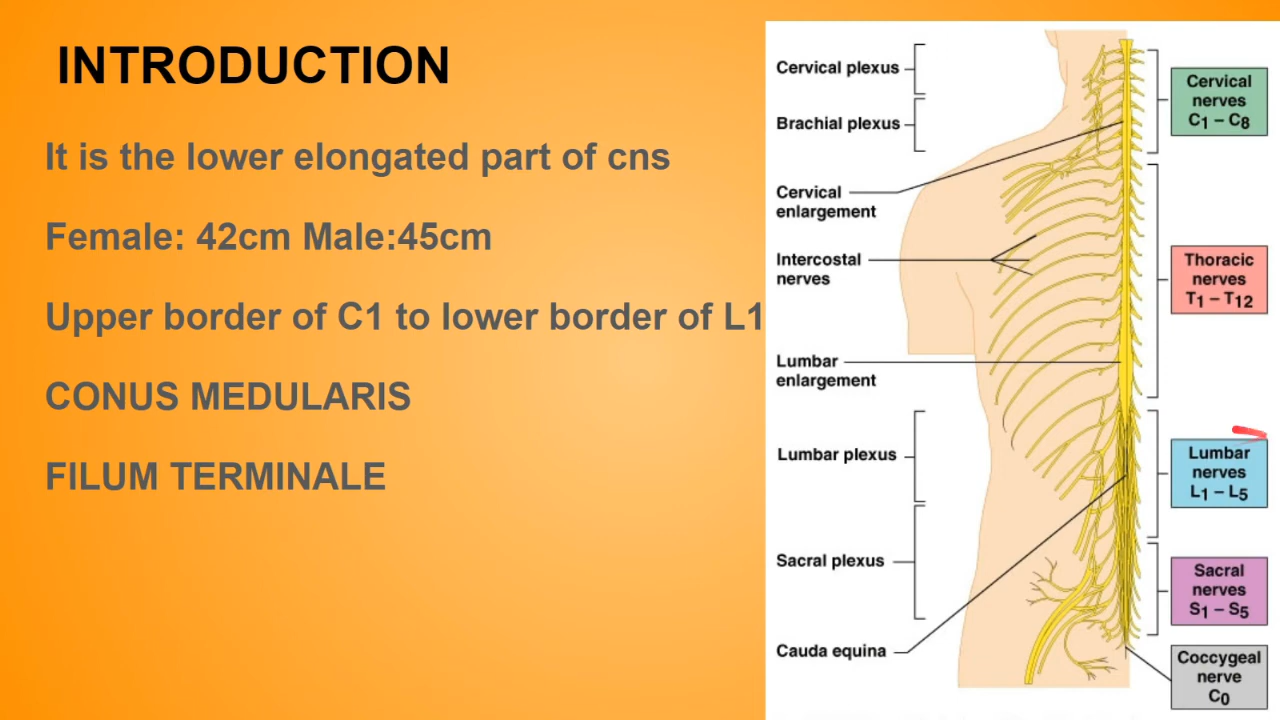 INTRODUCTION
It is the lower elongated part of cns
Female: 42cm Male:45cm
Upper border of C1 to lower border of L1
CONUS MEDULARIS
FILUM TERMINALE
Cervical plexus
Brachial plexus
Cervical
enlargement
Intercostal
nerves
Lumbar
enlargement
Lumbar plexus
Sacral plexus
Cauda equina
Cervical
nerves
C1 – C8
Thoracic
nerves
T1 – T12
Lumbar
nerves
L1 – L5
Sacral
nerves
S1 – S5
Coccygeal
nerve
C0